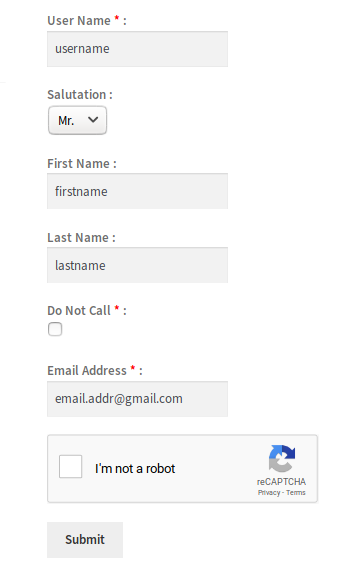 User Name * :
username
Salutation :
Mr.
First Name :
firstname
Last Name :
lastname
Do Not Call * :
Email Address * :
email.addr@gmail.com
I'm not a robot
reCAPTCHA
Privacy - Terms
Submit